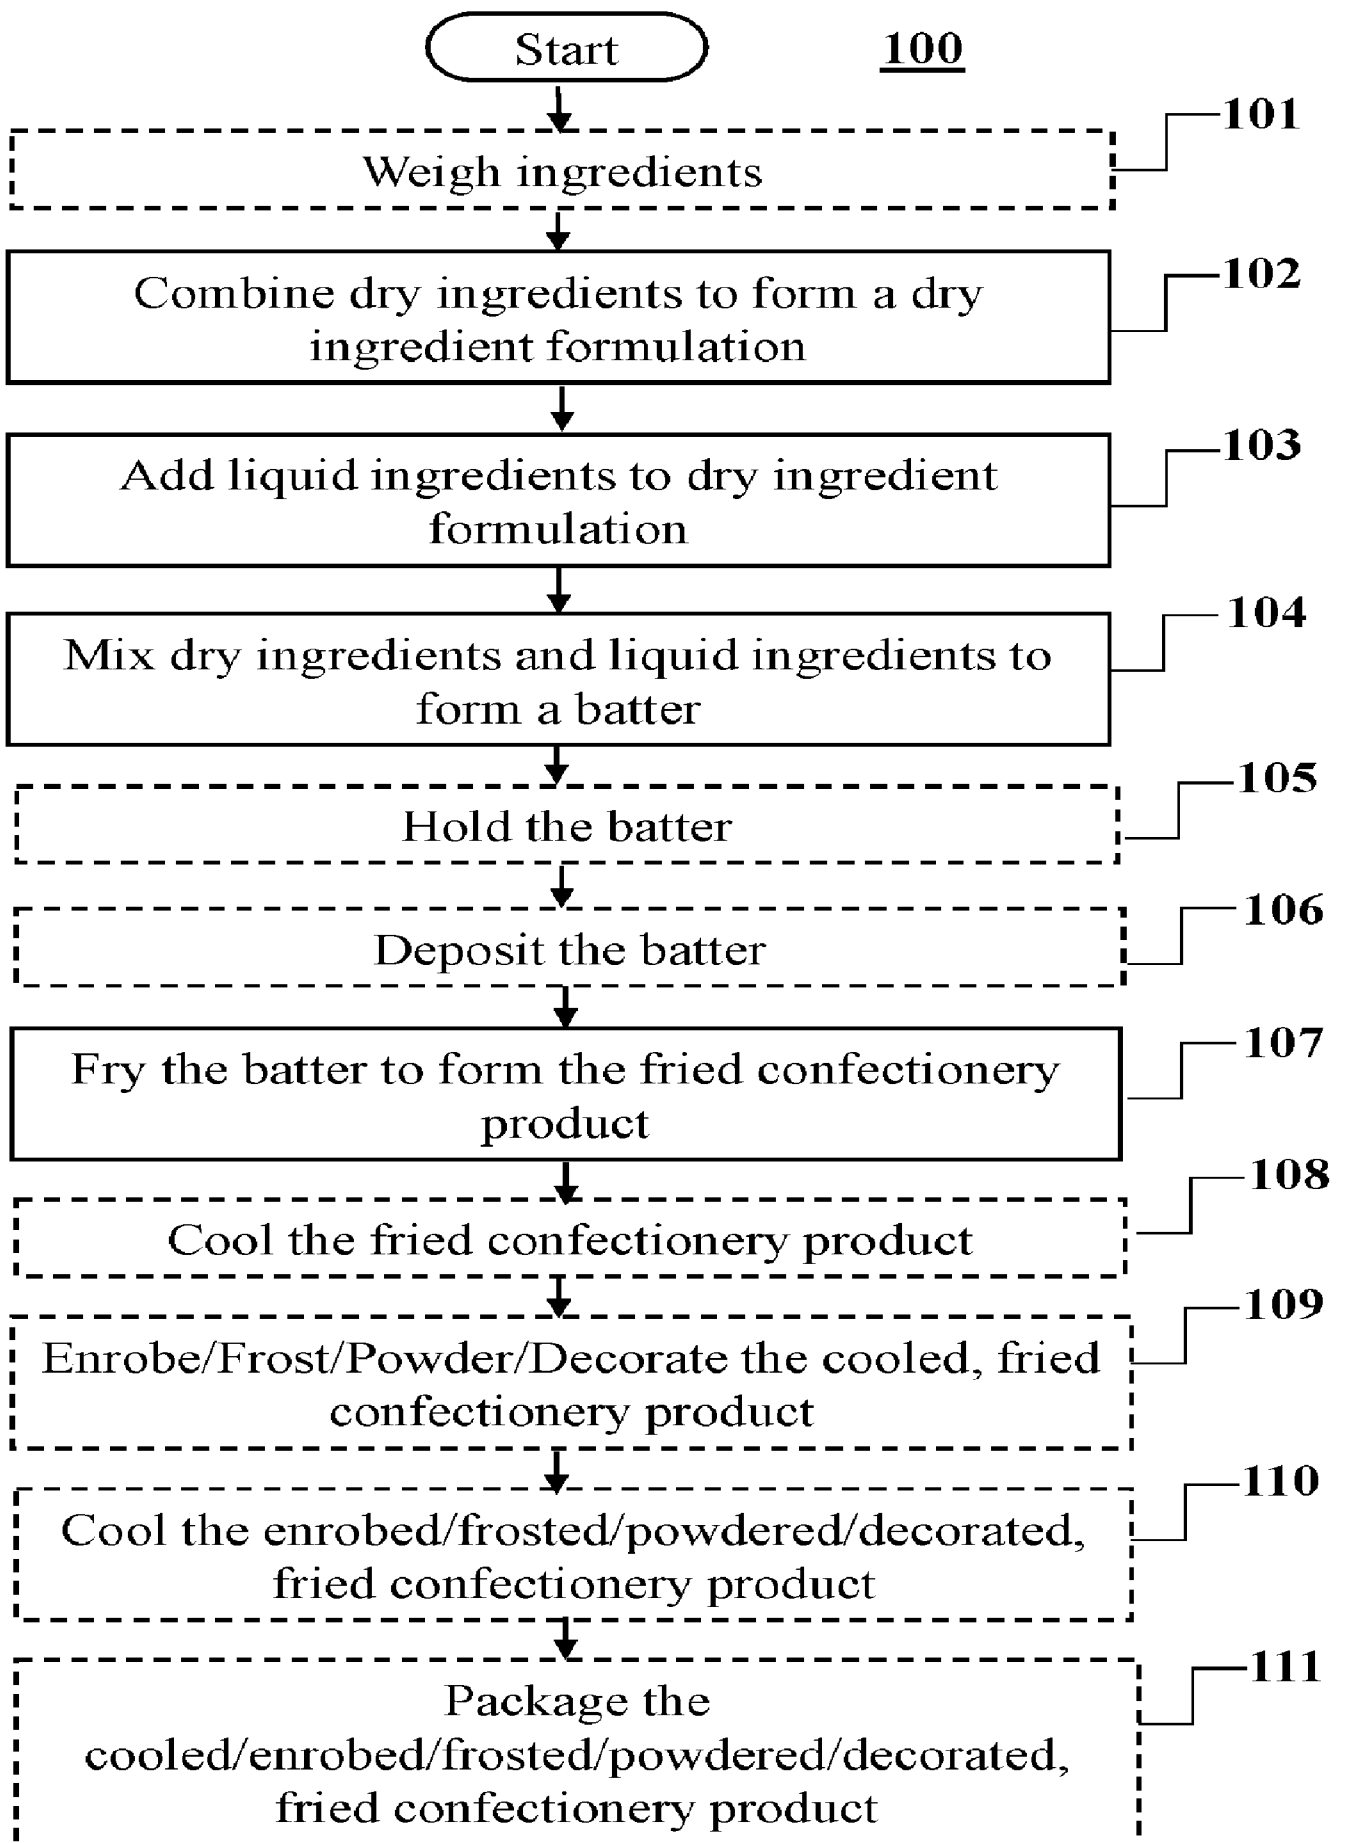 Start
100
101
Weigh ingredients
102
Combine dry ingredients to form a dry
ingredient formulation
103
Add liquid ingredients to dry ingredient
formulation
104
Mix dry ingredients and liquid ingredients to
form a batter
105
Hold the batter
106
Deposit the batter
107
Fry the batter to form the fried confectionery
product
108
Cool the fried confectionery product
109
Enrobe/Frost/Powder/Decorate the cooled, fried
confectionery product
110
Cool the enrobed/frosted/powdered/decorated,
fried confectionery product
111
Package the
cooled/enrobed/frosted/powdered/decorated,
fried confectionery product